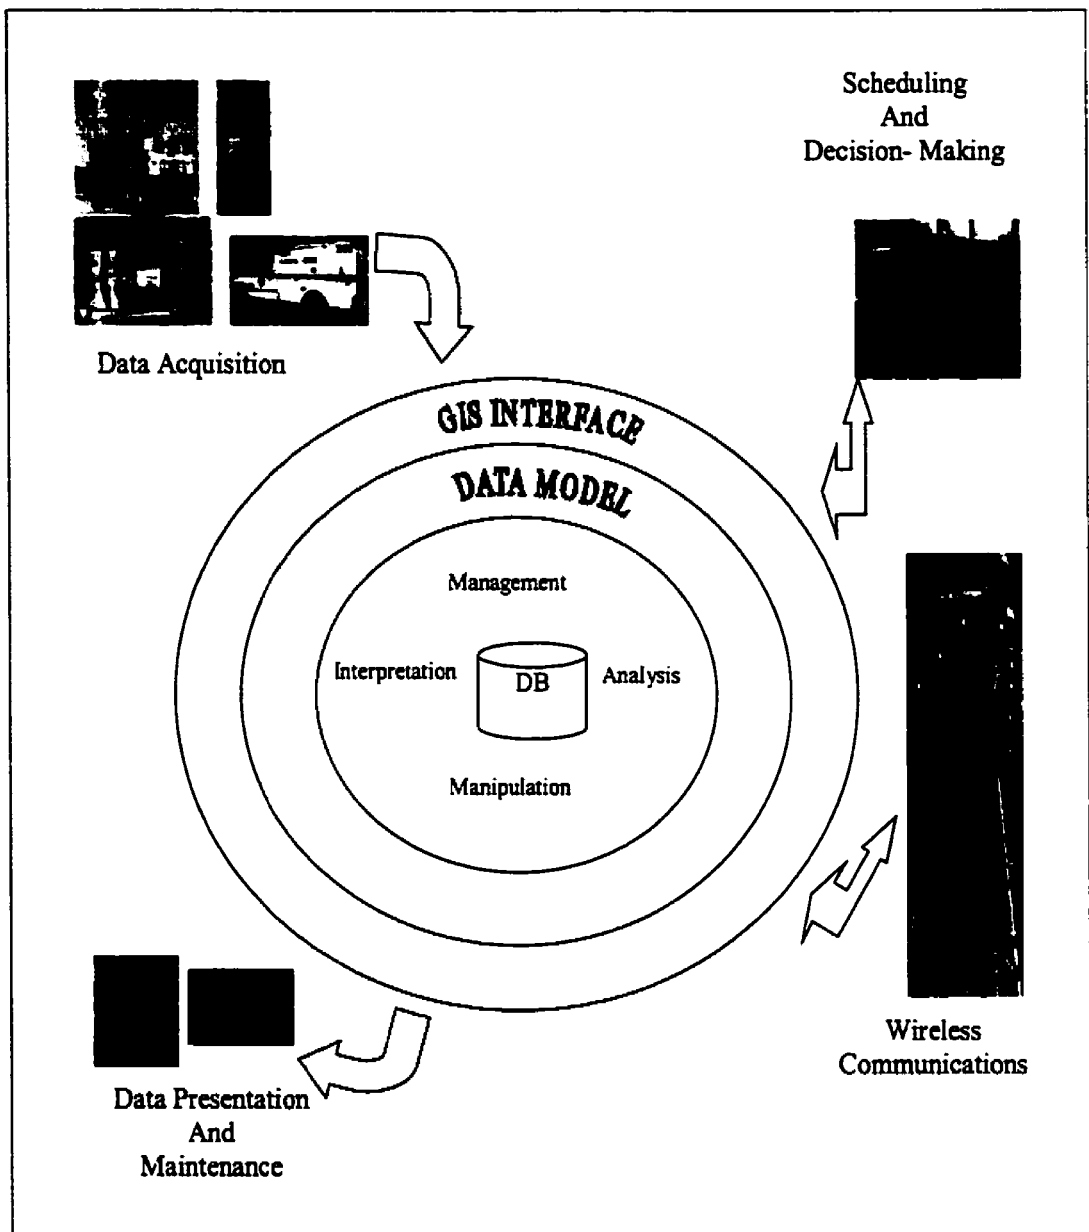 Scheduling
And
Decision- Making
Data Acquisition
GIS INTERFACE
DATA MODEL
Management
Interpretation
DB
Analysis
Manipulation
Wireless
Communications
Data Presentation
And
Maintenance